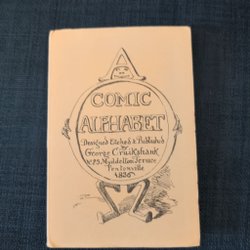 A
COMIC
ALPHABET
Designed Etched & Published
by
George Cruikshank
No 23 Myddelton Terrace
Pentonville
1836